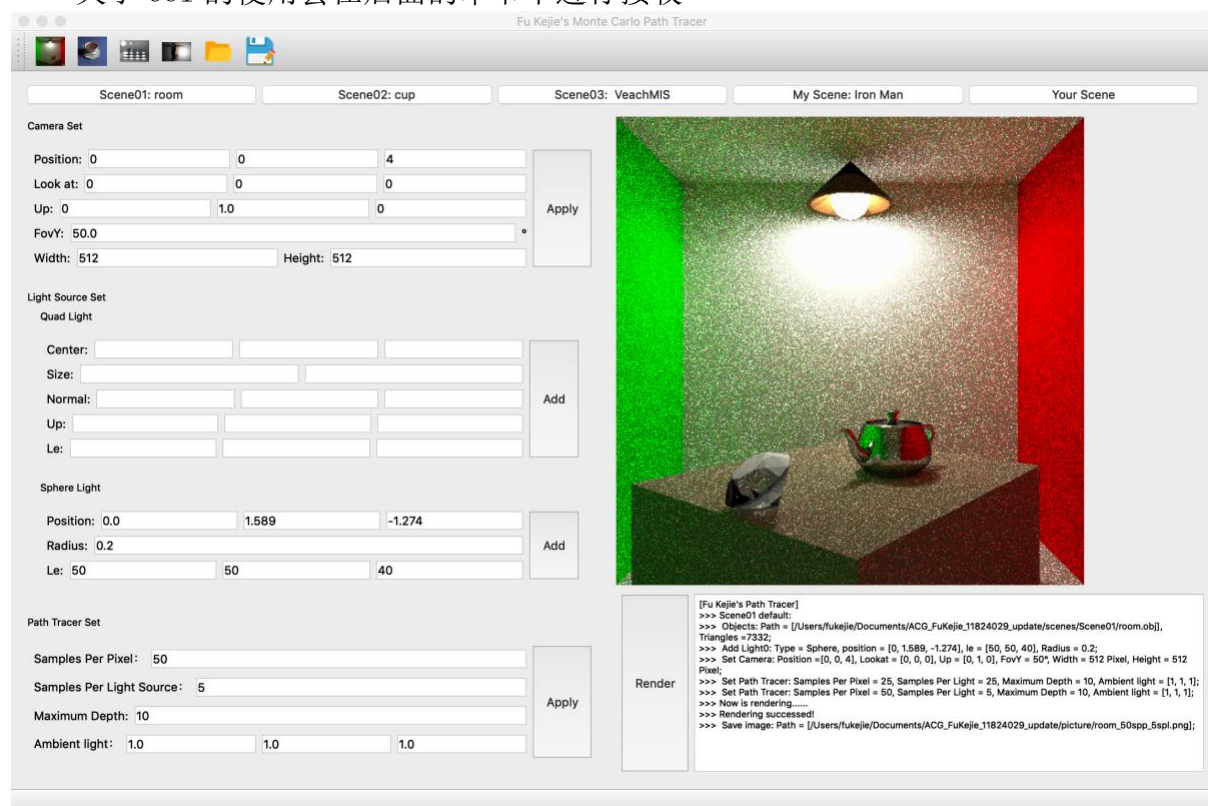 Fu Kejie's Monte Carlo Path Tracer
Scene01: room
Scene02: cup
Scene03: VeachMIS
My Scene: Iron Man
Your Scene
Camera Set
Position: 0 0 4
Look at: 0 0 0
Up: 0 1.0 0
FovY: 50.0 °
Width: 512 Height: 512
Apply
Light Source Set
Quad Light
Center:
Size:
Normal:
Up:
Le:
Add
Sphere Light
Position: 0.0 1.589 -1.274
Radius: 0.2
Le: 50 50 40
Add
Path Tracer Set
Samples Per Pixel: 50
Samples Per Light Source: 5
Maximum Depth: 10
Ambient light: 1.0 1.0 1.0
Apply
Render
[Fu Kejie's Path Tracer]
>>> Scene01 default:
>>> Objects: Path = [/Users/fukejie/Documents/ACG_FuKejie_11824029_update/scenes/Scene01/room.obj],
Triangles =7332;
>>> Add Light0: Type = Sphere, position = [0, 1.589, -1.274], le = [50, 50, 40], Radius = 0.2;
>>> Set Camera: Position =[0, 0, 4], Lookat = [0, 0, 0], Up = [0, 1, 0], FovY = 50°, Width = 512 Pixel, Height = 512
Pixel;
>>> Set Path Tracer: Samples Per Pixel = 25, Samples Per Light = 25, Maximum Depth = 10, Ambient light = [1, 1, 1];
>>> Set Path Tracer: Samples Per Pixel = 50, Samples Per Light = 5, Maximum Depth = 10, Ambient light = [1, 1, 1];
>>> Now is rendering......
>>> Rendering successed!
>>> Save image: Path = [/Users/fukejie/Documents/ACG_FuKejie_11824029_update/picture/room_50spp_5spl.png];